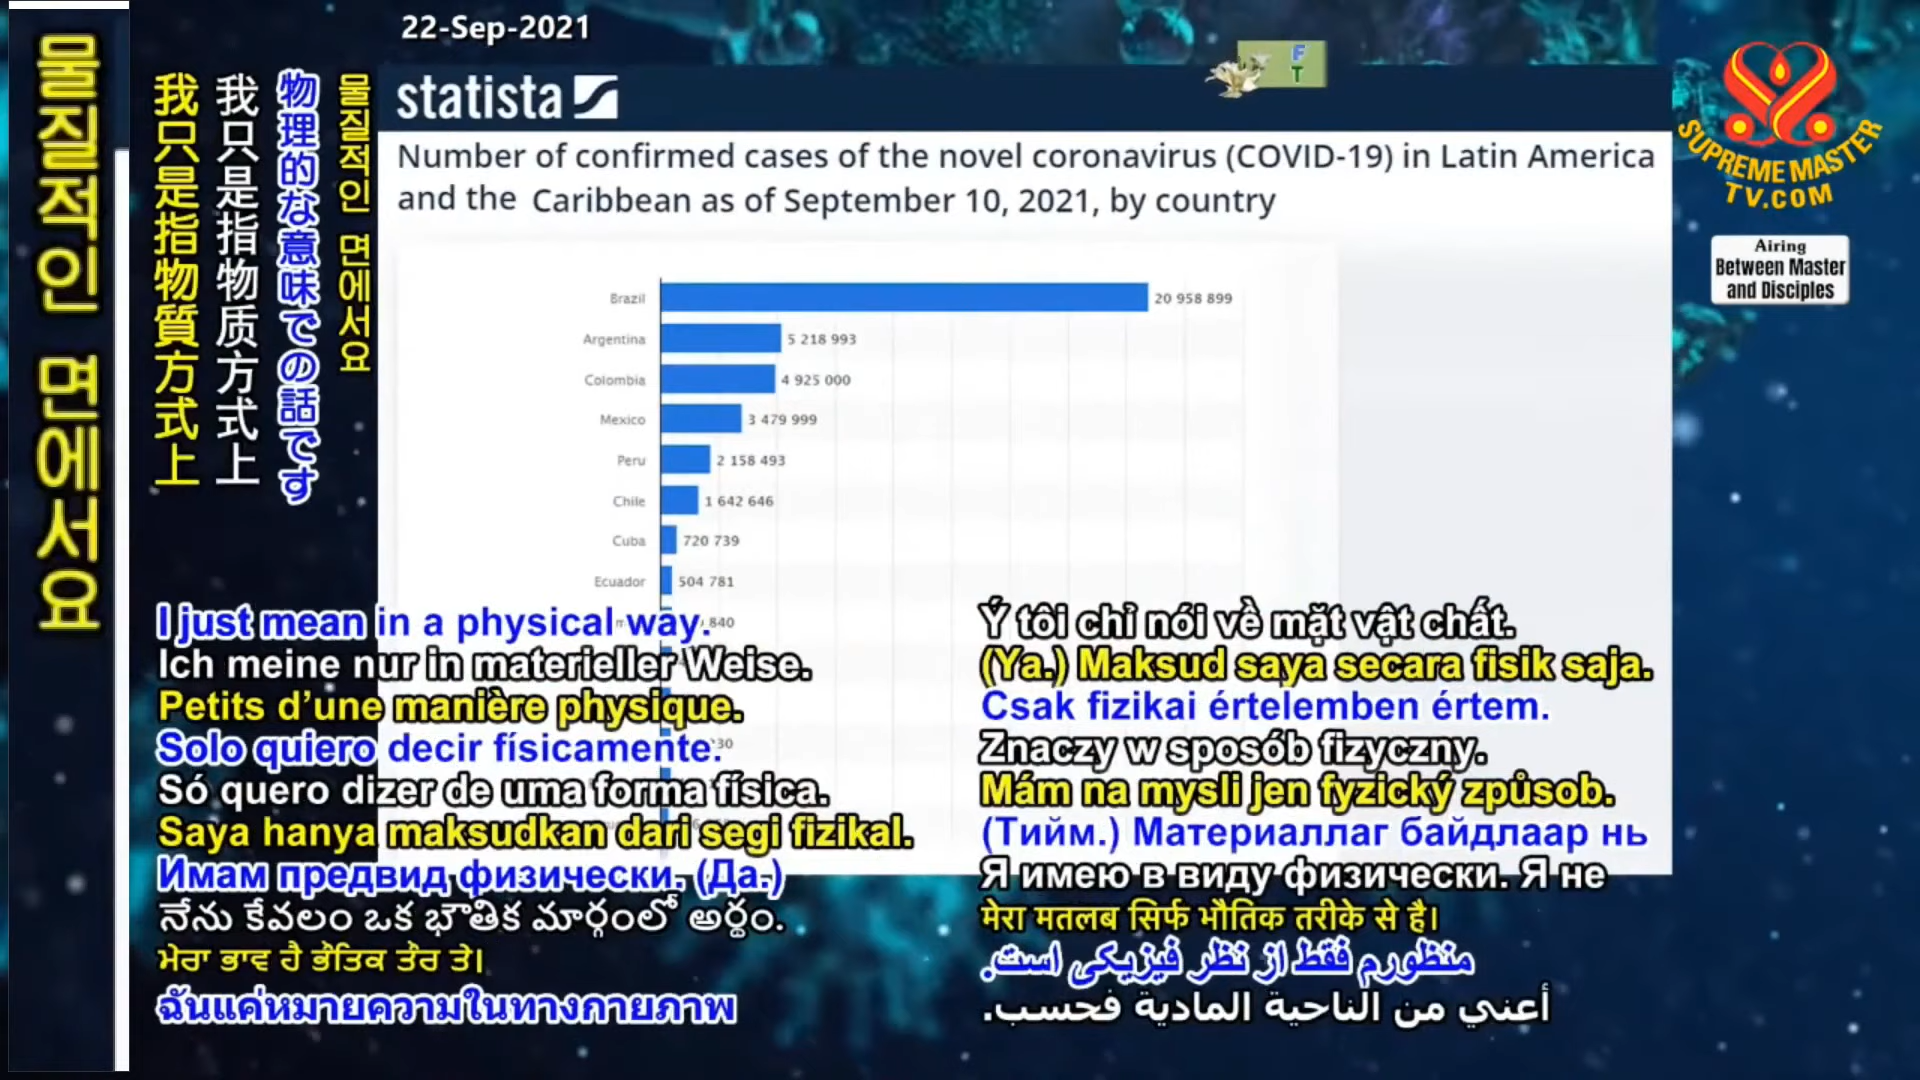 22-Sep-2021
물질적인 면에서요
我只是指物質方式上
我只是指物质方式上
物理的な意味での話です
물질적인 면에서요
statista
F
T
SUPREME MASTER
TV.COM
Airing
Between Master
and Disciples
Number of confirmed cases of the novel coronavirus (COVID-19) in Latin America
and the Caribbean as of September 10, 2021, by country
Brazil 20 958 899
Argentina 5 218 993
Colombia 4 925 000
Mexico 3 479 999
Peru 2 158 493
Chile 1 642 646
Cuba 720 739
Ecuador 504 781
I just mean in a physical way.
Ich meine nur in materieller Weise.
Petits d’une manière physique.
Solo quiero decir físicamente.
Só quero dizer de uma forma física.
Saya hanya maksudkan dari segi fizikal.
Имам предвид физически. (Да.)
నేను కేవలం ఒక భౌతిక మార్గంలో అర్థం.
ਮੇਰਾ ਭਾਵ ਹੈ ਭੌਤਿਕ ਤੌਰ ਤੇ।
ฉันแค่หมายความในทางกายภาพ
Ý tôi chỉ nói về mặt vật chất.
(Ya.) Maksud saya secara fisik saja.
Csak fizikai értelemben értem.
Znaczy w sposób fizyczny.
Mám na mysli jen fyzický způsob.
(Тийм.) Материаллаг байдлаар нь
Я имею в виду физически. Я не
मेरा मतलब सिर्फ भौतिक तरीके से है।
منظورم فقط از نظر فیزیکی است.
أعني من الناحية المادية فحسب.